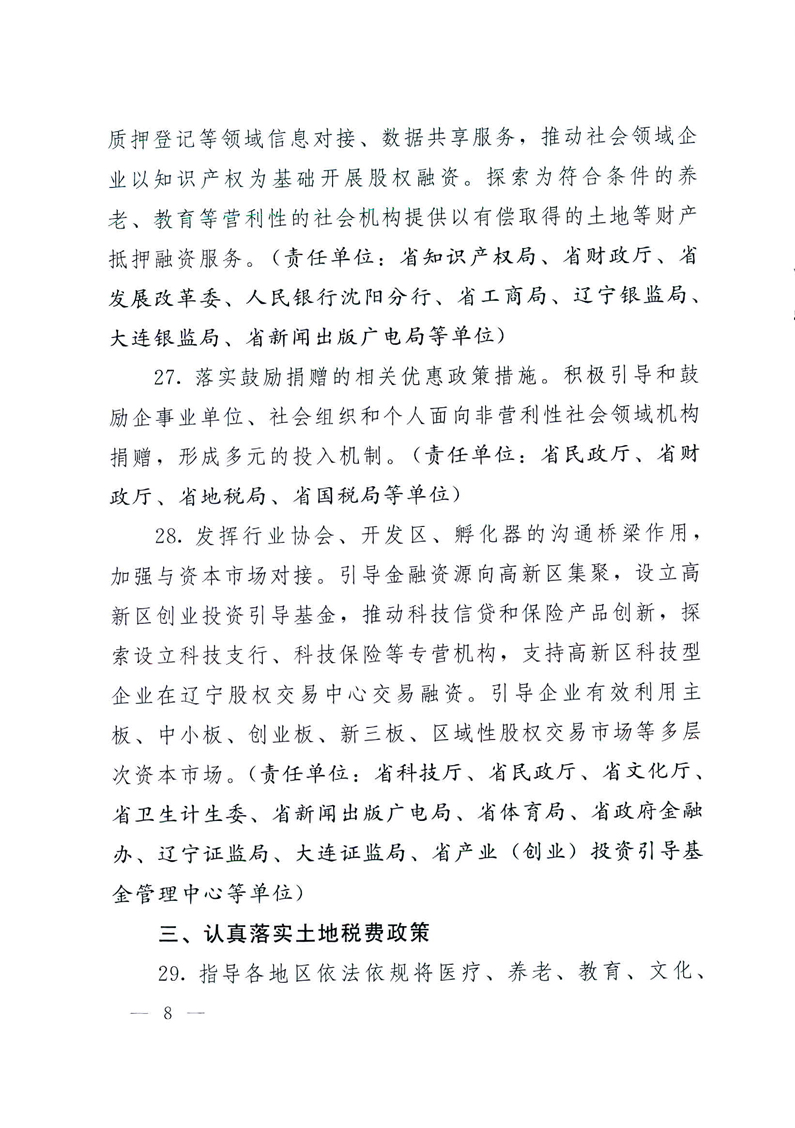 质押登记等领域信息对接、数据共享服务，推动社会领域企
业以知识产权为基础开展股权融资。探索为符合条件的养
老、教育等营利性的社会机构提供以有偿取得的土地等财产
抵押融资服务。（责任单位：省知识产权局、省财政厅、省
发展改革委、人民银行沈阳分行、省工商局、辽宁银监局、
大连银监局、省新闻出版广电局等单位）
27. 落实鼓励捐赠的相关优惠政策措施。积极引导和鼓
励企事业单位、社会组织和个人面向非营利性社会领域机构
捐赠，形成多元的投入机制。（责任单位：省民政厅、省财
政厅、省地税局、省国税局等单位）
28. 发挥行业协会、开发区、孵化器的沟通桥梁作用，
加强与资本市场对接。引导金融资源向高新区集聚，设立高
新区创业投资引导基金，推动科技信贷和保险产品创新，探
索设立科技支行、科技保险等专营机构，支持高新区科技型
企业在辽宁股权交易中心交易融资。引导企业有效利用主
板、中小板、创业板、新三板、区域性股权交易市场等多层
次资本市场。（责任单位：省科技厅、省民政厅、省文化厅、
省卫生计生委、省新闻出版广电局、省体育局、省政府金融
办、辽宁证监局、大连证监局、省产业（创业）投资引导基
金管理中心等单位）
三、认真落实土地税费政策
29. 指导各地区依法依规将医疗、养老、教育、文化、
— 8 —